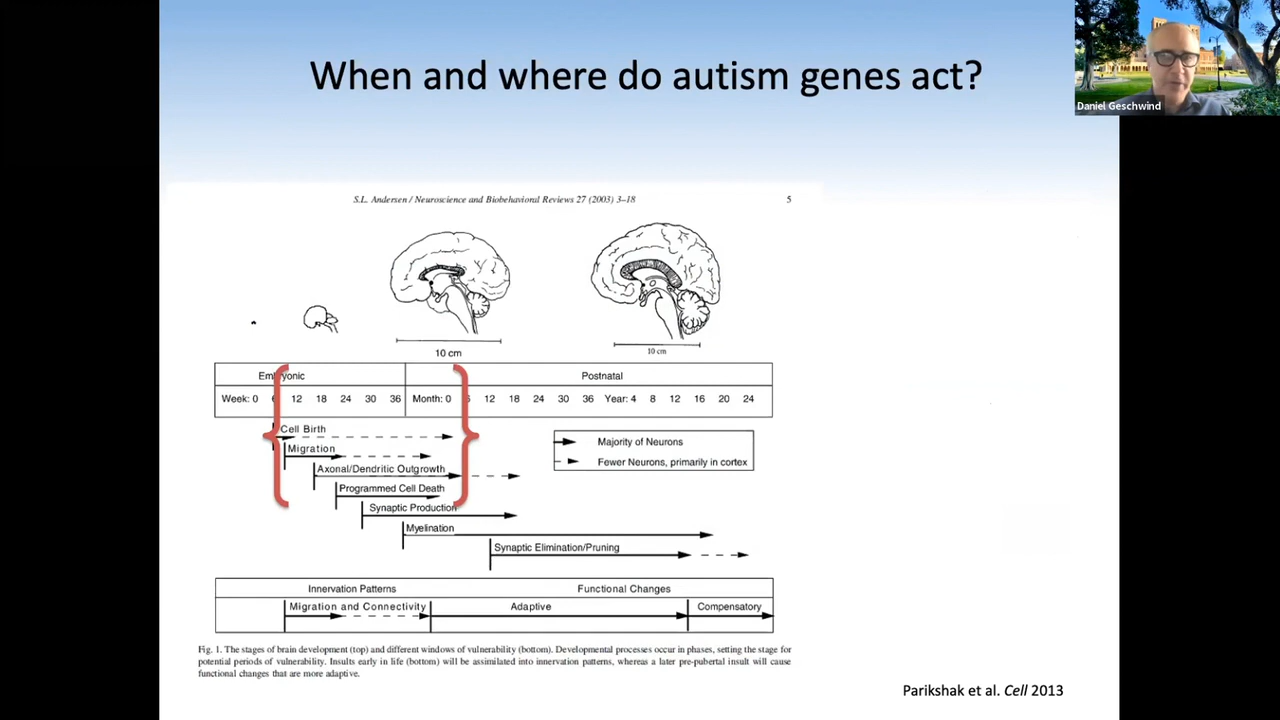 When and where do autism genes act?
Daniel Geschwind
S.L. Andersen / Neuroscience and Biobehavioral Reviews 27 (2003) 3–18
5
10 cm
10 cm
Embryonic
Postnatal
Week: 0 6 12 18 24 30 36 Month: 0 6 12 18 24 30 36 Year: 4 8 12 16 20 24
Cell Birth
Migration
Axonal/Dendritic Outgrowth
Programmed Cell Death
Synaptic Production
Myelination
Synaptic Elimination/Pruning
Majority of Neurons
Fewer Neurons, primarily in cortex
Innervation Patterns
Functional Changes
Migration and Connectivity
Adaptive
Compensatory
Fig. 1. The stages of brain development (top) and different windows of vulnerability (bottom). Developmental processes occur in phases, setting the stage for
potential periods of vulnerability. Insults early in life (bottom) will be assimilated into innervation patterns, whereas a later pre-pubertal insult will cause
functional changes that are more adaptive.
Parikshak et al. Cell 2013